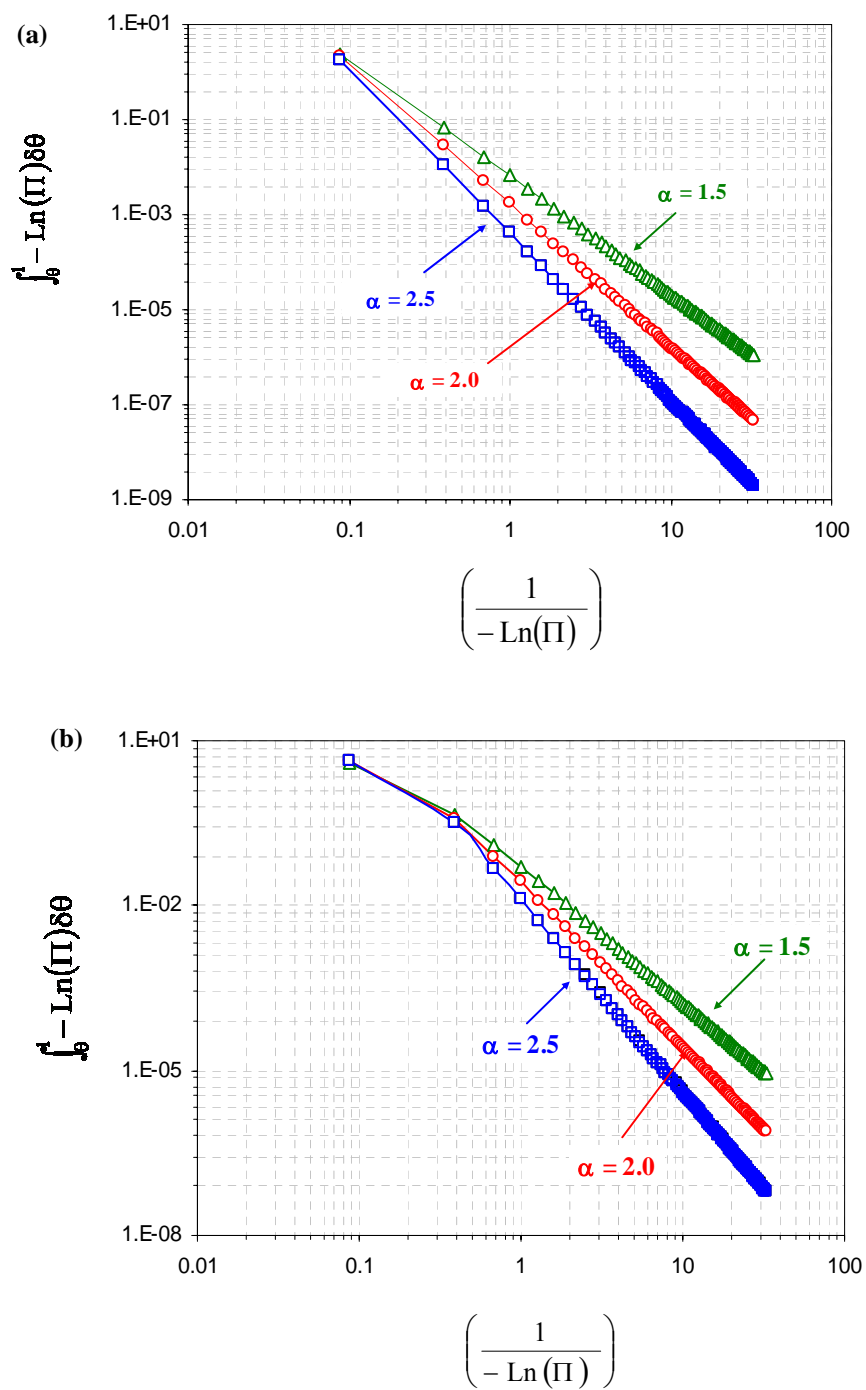 (a)
1.E+01
1.E-01
1.E-03
1.E-05
1.E-07
1.E-09
∫θ1 – Ln(Π)δθ
α = 1.5
α = 2.5
α = 2.0
0.01 0.1 1 10 100
(1 / – Ln(Π))
(b)
1.E+01
1.E-02
1.E-05
1.E-08
∫θ1 – Ln(Π)δθ
α = 1.5
α = 2.5
α = 2.0
0.01 0.1 1 10 100
(1 / – Ln(Π))